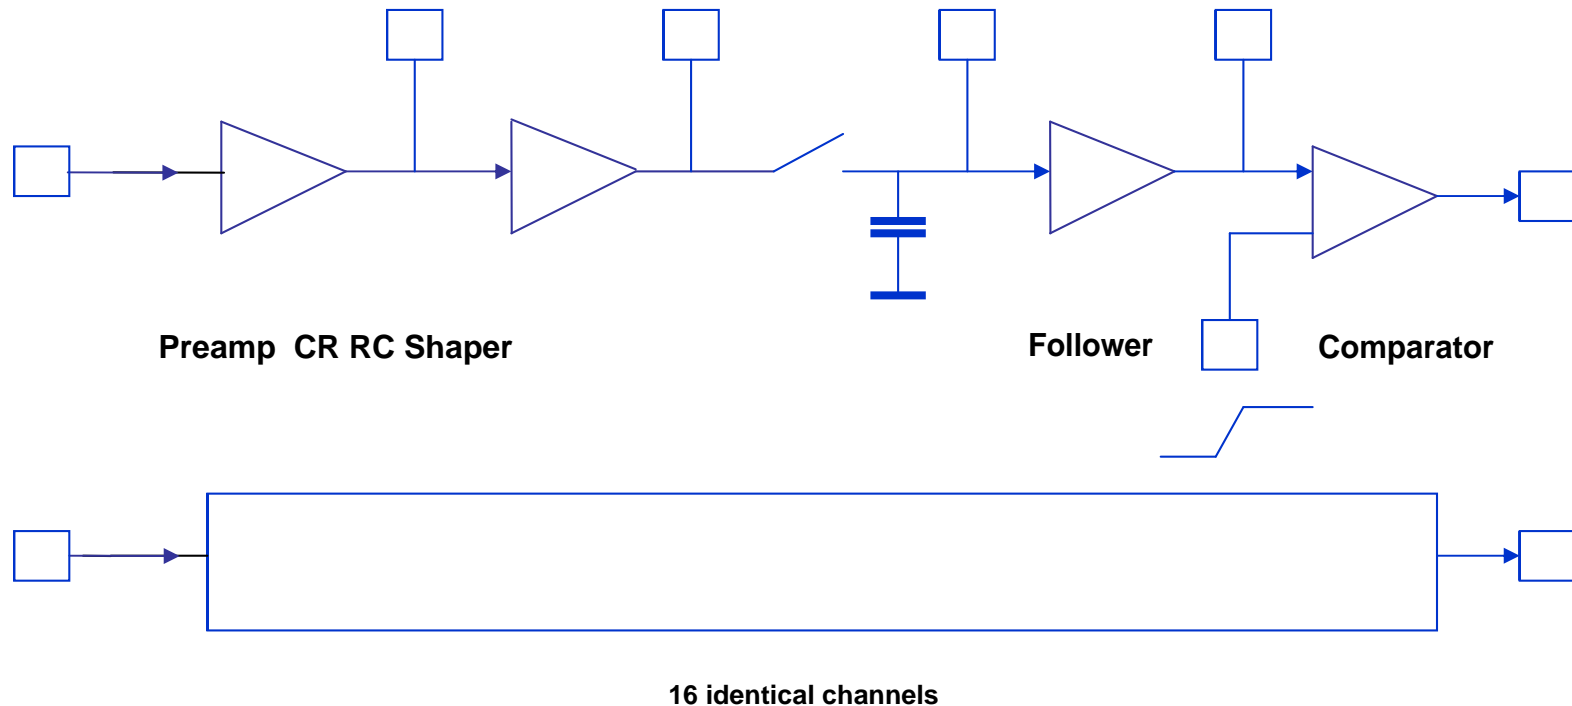 Preamp  CR RC Shaper
Follower
Comparator
16 identical channels